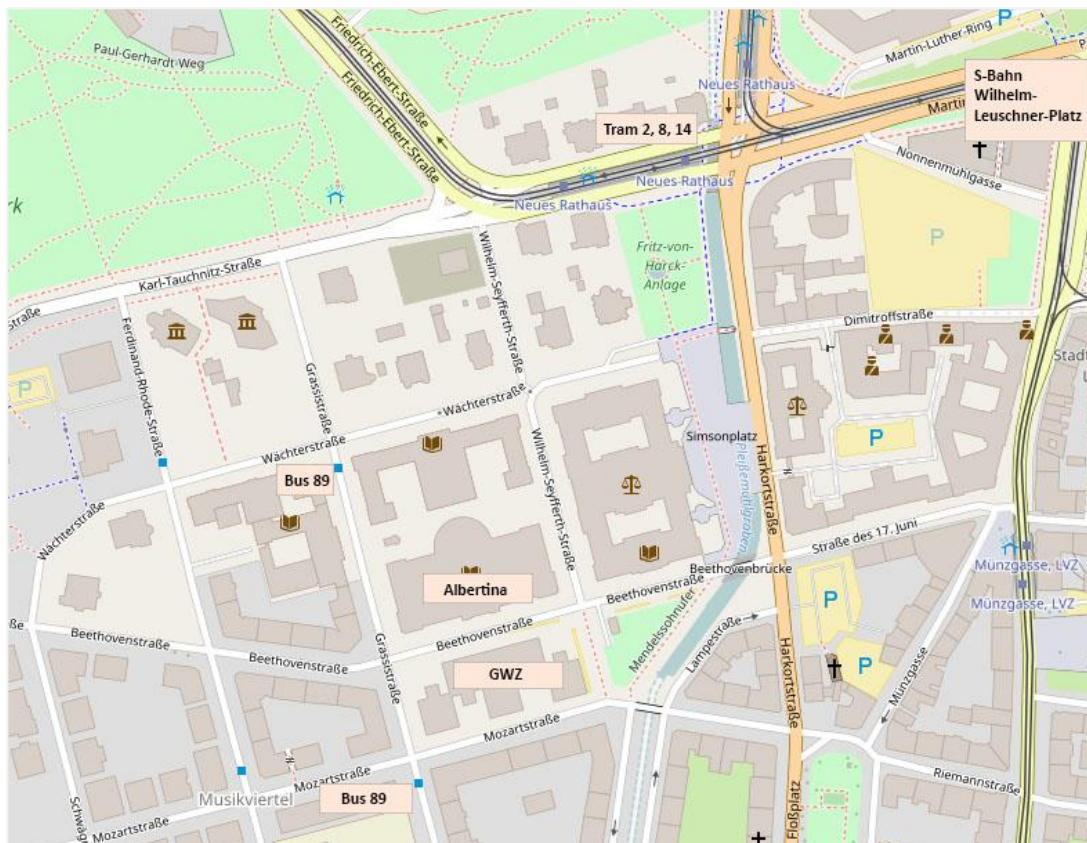 Paul-Gerhardt-Weg
Friedrich-Ebert-Straße
Friedrich-Ebert-Straße
Martin-Luther-Ring
P
Neues Rathaus
S-Bahn
Wilhelm-
Leuschner-Platz
Tram 2, 8, 14
Neues Rathaus
Neues Rathaus
Nonnenmühlgasse
P
Fritz-von-
Harck-
Anlage
Karl-Tauchnitz-Straße
Straße
Wilhelm-Seyfferth-Straße
Dimitroffstraße
Ferdinand-Rhode-Straße
Grassistraße
P
Wächterstraße
Wächterstraße
Wächterstraße
Wilhelm-Seyfferth-Straße
Simsonplatz
Pleißemühlgraben
Harkortstraße
P
Bus 89
Straße des 17. Juni
Beethovenbrücke
Münzgasse, LVZ
Münzgasse, LVZ
Albertina
Beethovenstraße
Beethovenstraße
Beethovenstraße
Beethovenstraße
Grassistraße
Mendelssohnufer
Lampestraße
P
P
Harkortstraße
Münzgasse
GWZ
Mozartstraße
Mozartstraße
Mozartstraße
Musikviertel
Bus 89
Riemannstraße
Floßplatz